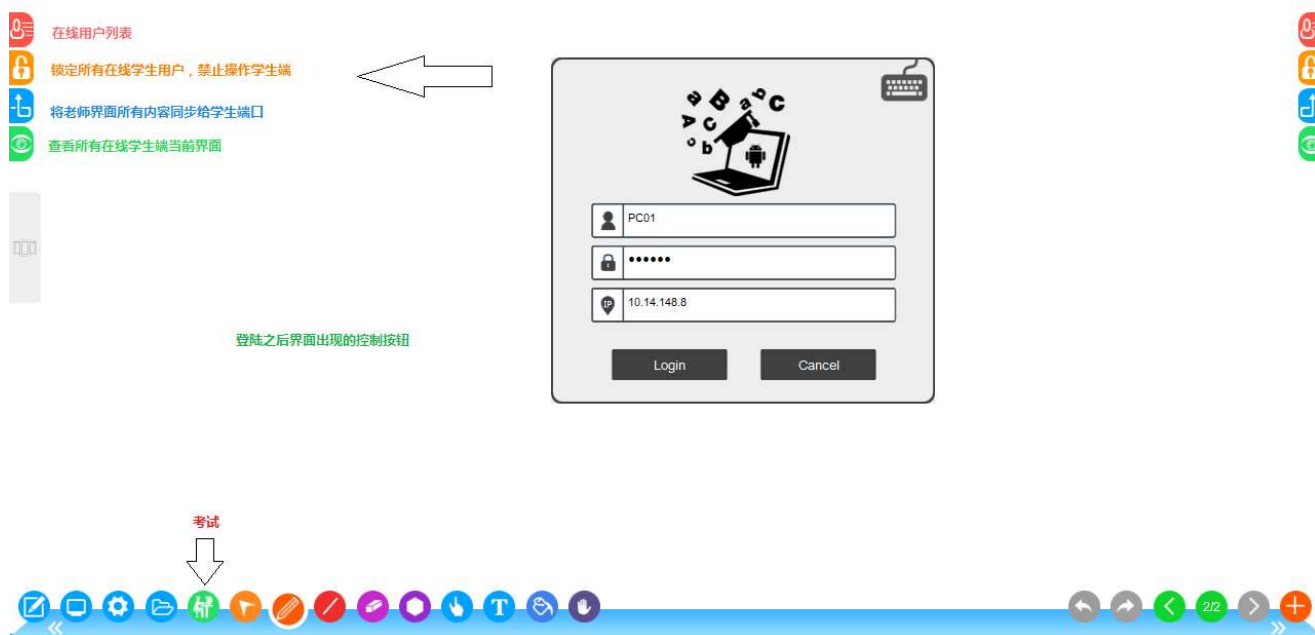 在线用户列表
锁定所有在线学生用户，禁止操作学生端
将老师界面所有内容同步给学生端口
查看所有在线学生端当前界面
a B a b C
A C
c b
PC01
••••••
IP 10.14.148.8
Login Cancel
登陆之后界面出现的控制按钮
考试
T
2/2